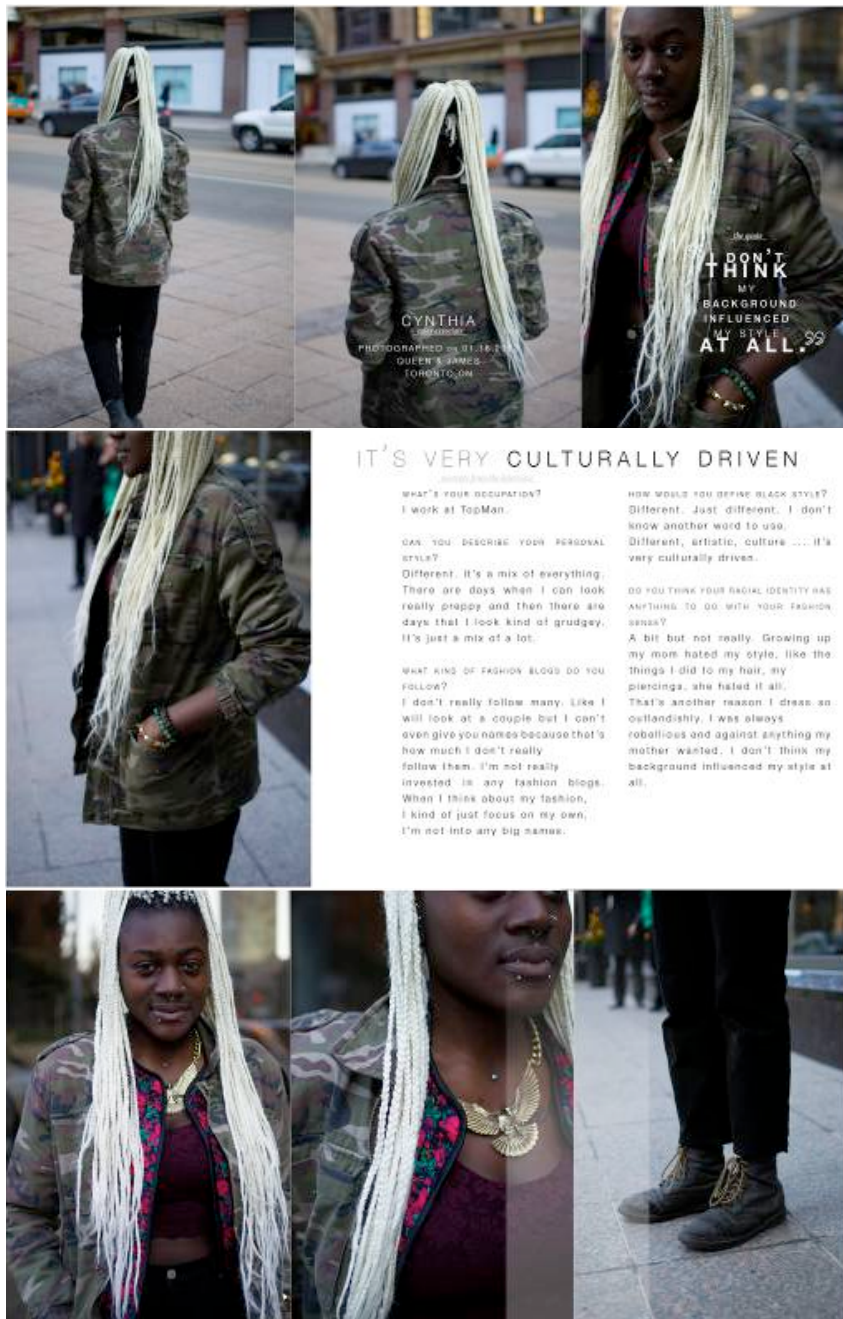 CYNTHIA
PHOTOGRAPHED ON 01.16.
QUEEN & JAMES
TORONTO, ON
the quote
“I DON'T
THINK
MY
BACKGROUND
INFLUENCED
MY STYLE
AT ALL.”
IT'S VERY CULTURALLY DRIVEN
WHAT'S YOUR OCCUPATION?
I work at TopMan.
CAN YOU DESCRIBE YOUR PERSONAL
STYLE?
Different. It's a mix of everything.
There are days when I can look
really preppy and then there are
days that I look kind of grudgey.
It's just a mix of a lot.
WHAT KIND OF FASHION BLOGS DO YOU
FOLLOW?
I don't really follow many. Like I
will look at a couple but I can't
even give you names because that's
how much I don't really
follow them. I'm not really
invested in any fashion blogs.
When I think about my fashion,
I kind of just focus on my own,
I'm not into any big names.
HOW WOULD YOU DEFINE BLACK STYLE?
Different. Just different. I don't
know another word to use.
Different, artistic, culture ... it's
very culturally driven.
DO YOU THINK YOUR RACIAL IDENTITY HAS
ANYTHING TO DO WITH YOUR FASHION
SENSE?
A bit but not really. Growing up
my mom hated my style, like the
things I did to my hair, my
piercings, she hated it all.
That's another reason I dress so
outlandishly. I was always
rebellious and against anything my
mother wanted. I don't think my
background influenced my style at
all.